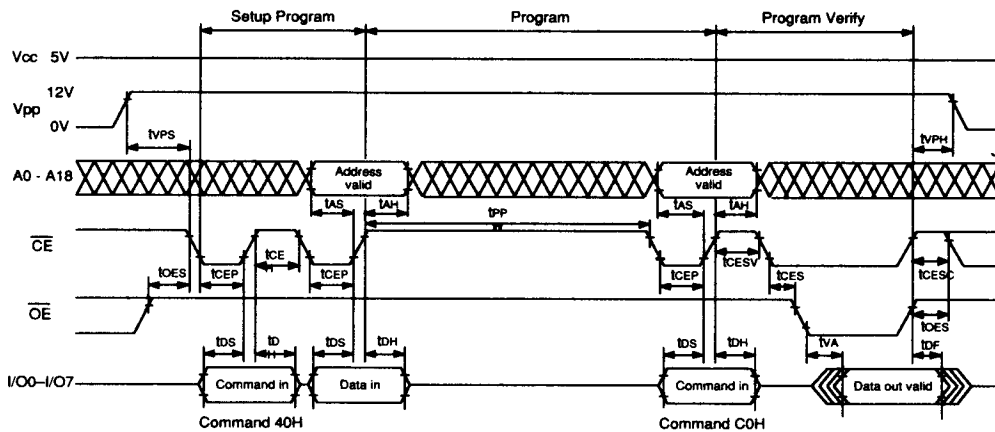 Setup Program Program Program Verify
Vcc 5V
12V
Vpp
0V
tVPS tVPH
A0 - A18 Address valid Address valid
tAS tAH tPP tAS tAH
CE
tCEP tCEH tCEP tCEP tCESV tCES tCESC
tOES
OE
tOES
tDS tDH tDS tDH tDS tDH tVA tDF
I/O0–I/O7 Command in Data in Command in Data out valid
Command 40H Command C0H